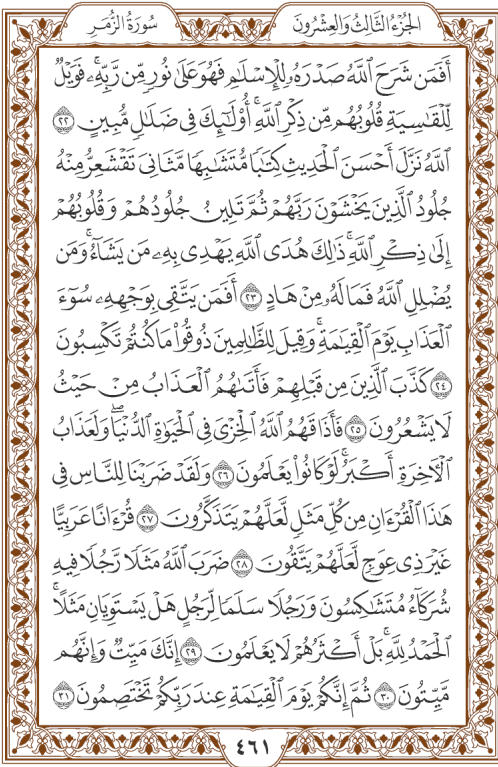 الجزء الثالث والعشرون
سورة الزمر
أَفَمَن شَرَحَ ٱللَّهُ صَدْرَهُۥ لِلْإِسْلَٰمِ فَهُوَ عَلَىٰ نُورٍ مِّن رَّبِّهِۦ ۚ فَوَيْلٌ
لِّلْقَٰسِيَةِ قُلُوبُهُم مِّن ذِكْرِ ٱللَّهِ ۚ أُو۟لَٰٓئِكَ فِى ضَلَٰلٍ مُّبِينٍ ٢٢
ٱللَّهُ نَزَّلَ أَحْسَنَ ٱلْحَدِيثِ كِتَٰبًا مُّتَشَٰبِهًا مَّثَانِىَ تَقْشَعِرُّ مِنْهُ
جُلُودُ ٱلَّذِينَ يَخْشَوْنَ رَبَّهُمْ ثُمَّ تَلِينُ جُلُودُهُمْ وَقُلُوبُهُمْ
إِلَىٰ ذِكْرِ ٱللَّهِ ۚ ذَٰلِكَ هُدَى ٱللَّهِ يَهْدِى بِهِۦ مَن يَشَآءُ ۚ وَمَن
يُضْلِلِ ٱللَّهُ فَمَا لَهُۥ مِنْ هَادٍ ٢٣ أَفَمَن يَتَّقِى بِوَجْهِهِۦ سُوٓءَ
ٱلْعَذَابِ يَوْمَ ٱلْقِيَٰمَةِ ۚ وَقِيلَ لِلظَّٰلِمِينَ ذُوقُوا۟ مَا كُنتُمْ تَكْسِبُونَ
٢٤ كَذَّبَ ٱلَّذِينَ مِن قَبْلِهِمْ فَأَتَىٰهُمُ ٱلْعَذَابُ مِنْ حَيْثُ
لَا يَشْعُرُونَ ٢٥ فَأَذَاقَهُمُ ٱللَّهُ ٱلْخِزْىَ فِى ٱلْحَيَوٰةِ ٱلدُّنْيَا ۖ وَلَعَذَابُ
ٱلْءَاخِرَةِ أَكْبَرُ ۚ لَوْ كَانُوا۟ يَعْلَمُونَ ٢٦ وَلَقَدْ ضَرَبْنَا لِلنَّاسِ فِى
هَٰذَا ٱلْقُرْءَانِ مِن كُلِّ مَثَلٍ لَّعَلَّهُمْ يَتَذَكَّرُونَ ٢٧ قُرْءَانًا عَرَبِيًّا
غَيْرَ ذِى عِوَجٍ لَّعَلَّهُمْ يَتَّقُونَ ٢٨ ضَرَبَ ٱللَّهُ مَثَلًا رَّجُلًا فِيهِ
شُرَكَآءُ مُتَشَٰكِسُونَ وَرَجُلًا سَلَمًا لِّرَجُلٍ هَلْ يَسْتَوِيَانِ مَثَلًا ۚ
ٱلْحَمْدُ لِلَّهِ ۚ بَلْ أَكْثَرُهُمْ لَا يَعْلَمُونَ ٢٩ إِنَّكَ مَيِّتٌ وَإِنَّهُم
مَّيِّتُونَ ٣٠ ثُمَّ إِنَّكُمْ يَوْمَ ٱلْقِيَٰمَةِ عِندَ رَبِّكُمْ تَخْتَصِمُونَ ٣١
٤٦١